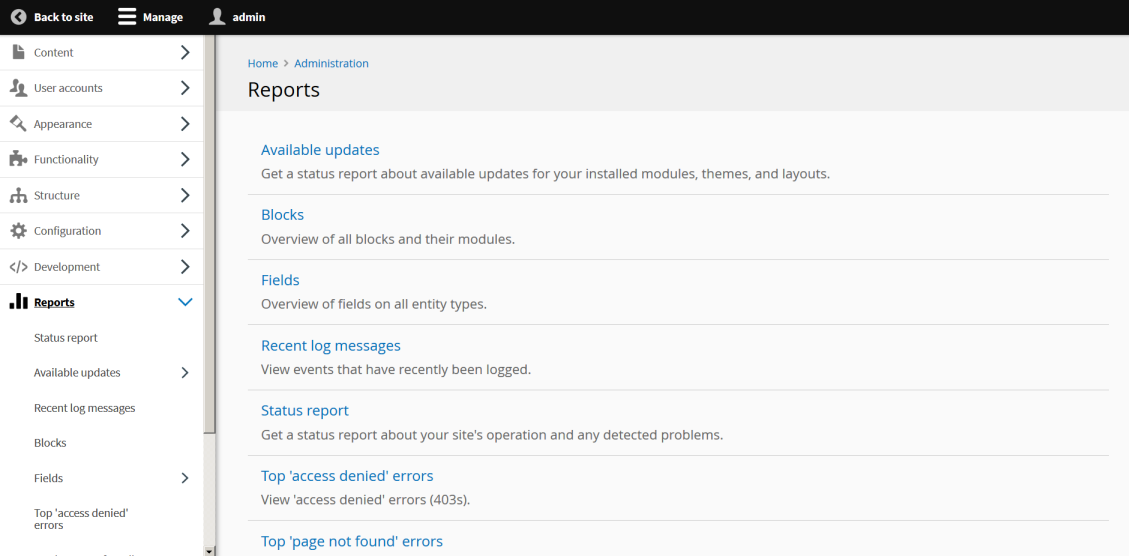 Back to site
Manage
admin
Content
User accounts
Appearance
Functionality
Structure
Configuration
Development
Reports
Status report
Available updates
Recent log messages
Blocks
Fields
Top 'access denied'
errors
Home > Administration
Reports
Available updates
Get a status report about available updates for your installed modules, themes, and layouts.
Blocks
Overview of all blocks and their modules.
Fields
Overview of fields on all entity types.
Recent log messages
View events that have recently been logged.
Status report
Get a status report about your site's operation and any detected problems.
Top 'access denied' errors
View 'access denied' errors (403s).
Top 'page not found' errors